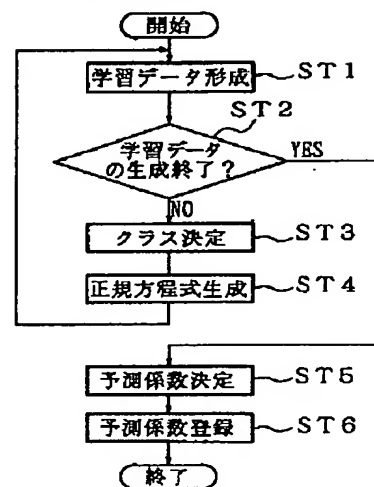 開始
学習データ形成 ST1
ST2
学習データ
の生成終了?
YES
NO
クラス決定 ST3
正規方程式生成 ST4
予測係数決定 ST5
予測係数登録 ST6
終了